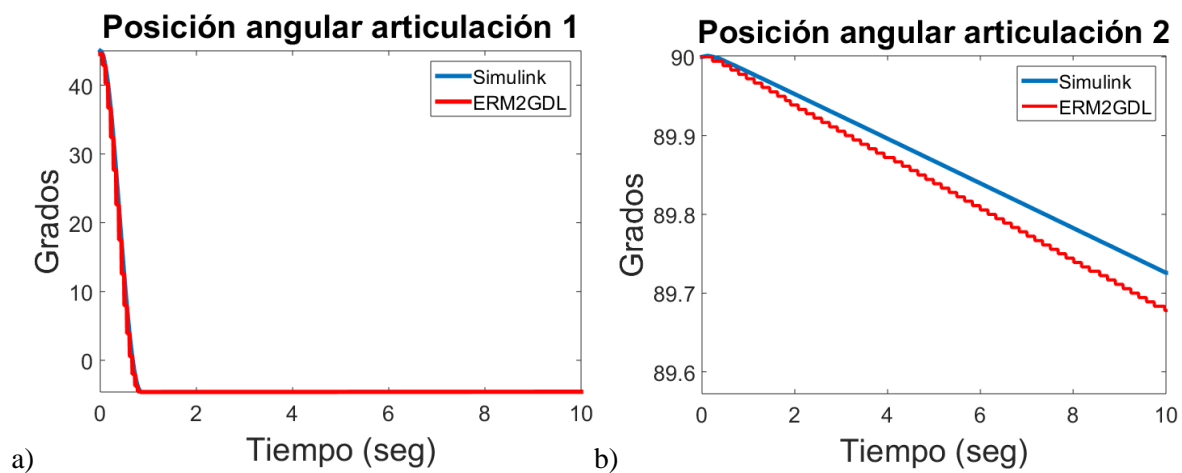 Posición angular articulación 1
Grados
40
30
20
10
0
0 2 4 6 8 10
Tiempo (seg)
Simulink
ERM2GDL
a)
Posición angular articulación 2
Grados
90
89.9
89.8
89.7
89.6
0 2 4 6 8 10
Tiempo (seg)
Simulink
ERM2GDL
b)